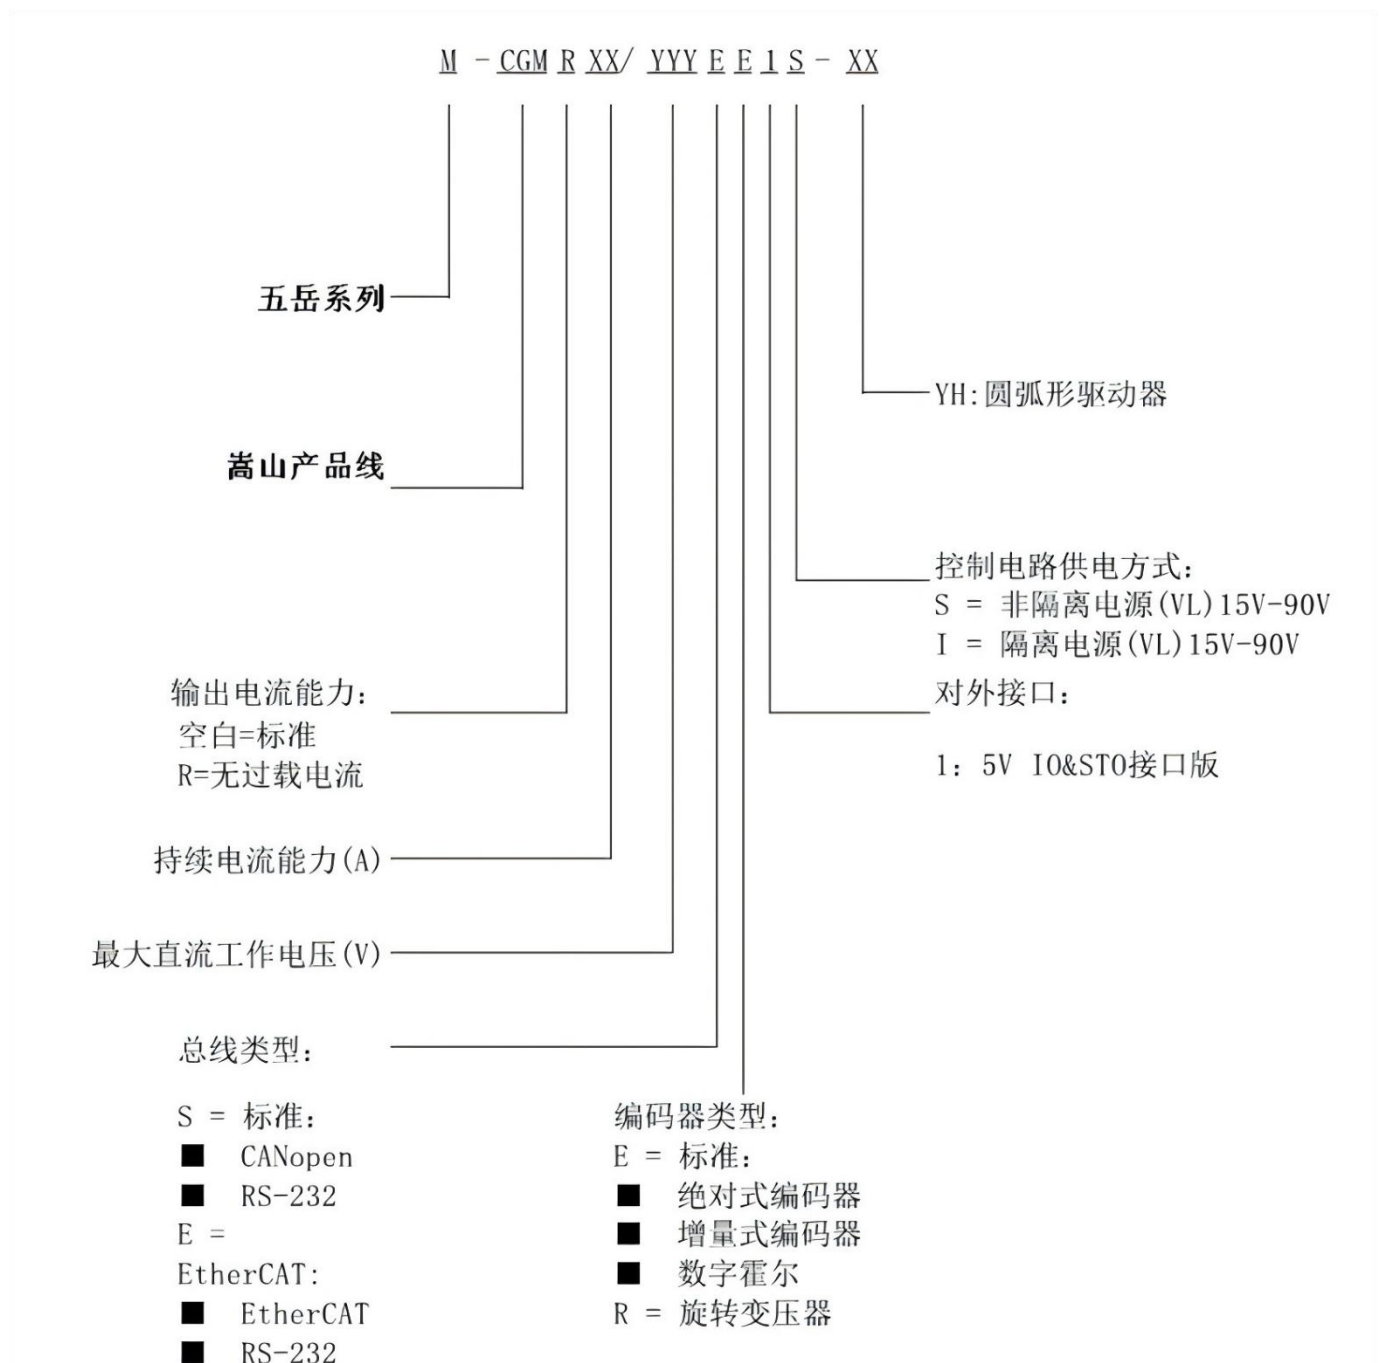 M - CGM R XX/ YYY E E 1 S - XX
五岳系列
YH:圆弧形驱动器
嵩山产品线
控制电路供电方式:
S = 非隔离电源(VL)15V-90V
I = 隔离电源(VL)15V-90V
输出电流能力:
空白=标准
R=无过载电流
对外接口:
1: 5V IO&STO接口版
持续电流能力(A)
最大直流工作电压(V)
总线类型:
S = 标准:
■ CANopen
■ RS-232
E =
EtherCAT:
■ EtherCAT
■ RS-232
编码器类型:
E = 标准:
■ 绝对式编码器
■ 增量式编码器
■ 数字霍尔
R = 旋转变压器